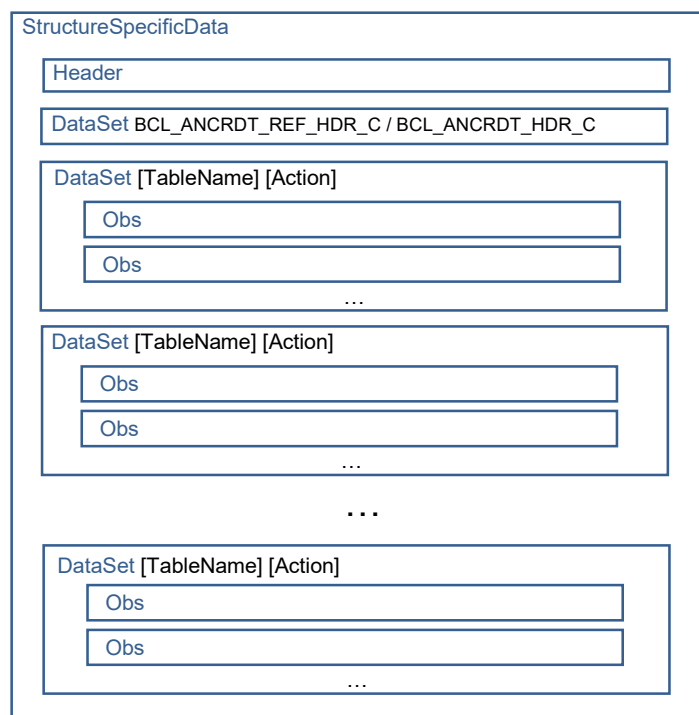 StructureSpecificData
Header
DataSet BCL_ANCRDT_REF_HDR_C / BCL_ANCRDT_HDR_C
DataSet [TableName] [Action]
Obs
Obs
...
DataSet [TableName] [Action]
Obs
Obs
...
...
DataSet [TableName] [Action]
Obs
Obs
...